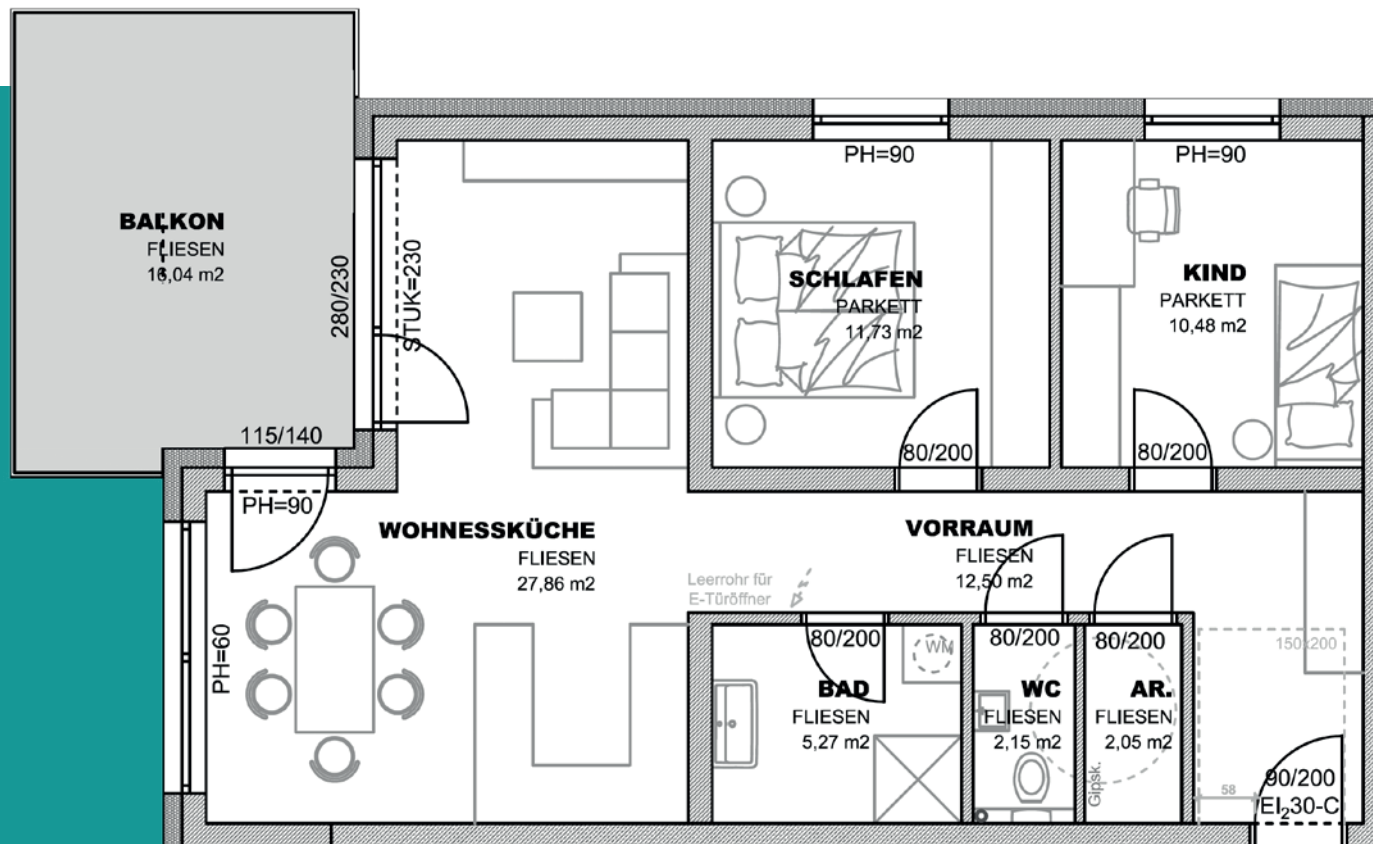 BALKON
FLIESEN
16,04 m2
280/230
STUK=230
115/140
PH=90
PH=60
WOHNESSKÜCHE
FLIESEN
27,86 m2
PH=90
SCHLAFEN
PARKETT
11,73 m2
80/200
PH=90
KIND
PARKETT
10,48 m2
80/200
VORRAUM
FLIESEN
12,50 m2
Leerrohr für
E-Türöffner
80/200
WM
BAD
FLIESEN
5,27 m2
80/200
WC
FLIESEN
2,15 m2
80/200
AR.
FLIESEN
2,05 m2
Gipsk.
150x200
58
90/200
EI₂30-C